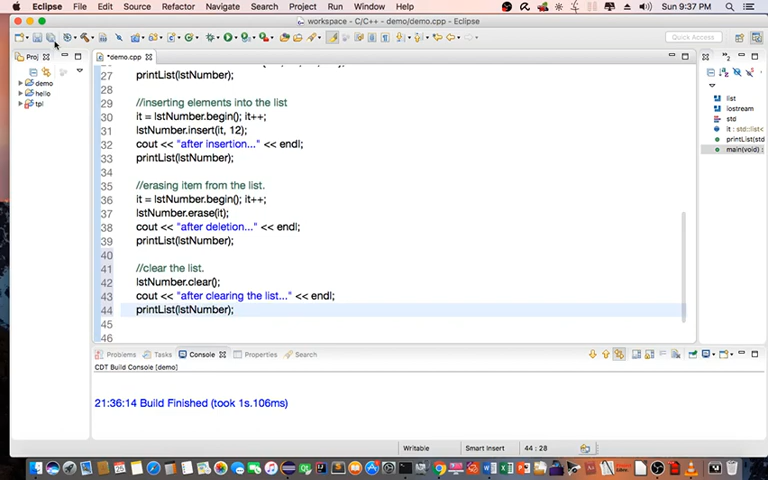 Eclipse File Edit Source Refactor Navigate Search Project Run Window Help Sun 9:37 PM
workspace - C/C++ - demo/demo.cpp - Eclipse
Quick Access
Proj
*demo.cpp
demo
hello
tpl
27 printList(lstNumber);
28
29 //inserting elements into the list
30 it = lstNumber.begin(); it++;
31 lstNumber.insert(it, 12);
32 cout << "after insertion..." << endl;
33 printList(lstNumber);
34
35 //erasing item from the list.
36 it = lstNumber.begin(); it++;
37 lstNumber.erase(it);
38 cout << "after deletion..." << endl;
39 printList(lstNumber);
40
41 //clear the list.
42 lstNumber.clear();
43 cout << "after clearing the list..." << endl;
44 printList(lstNumber);
45
46
list
iostream
std
it : std::list<
printList(std
main(void) :
Problems Tasks Console Properties Search
CDT Build Console [demo]
21:36:14 Build Finished (took 1s.106ms)
Writable Smart Insert 44 : 28